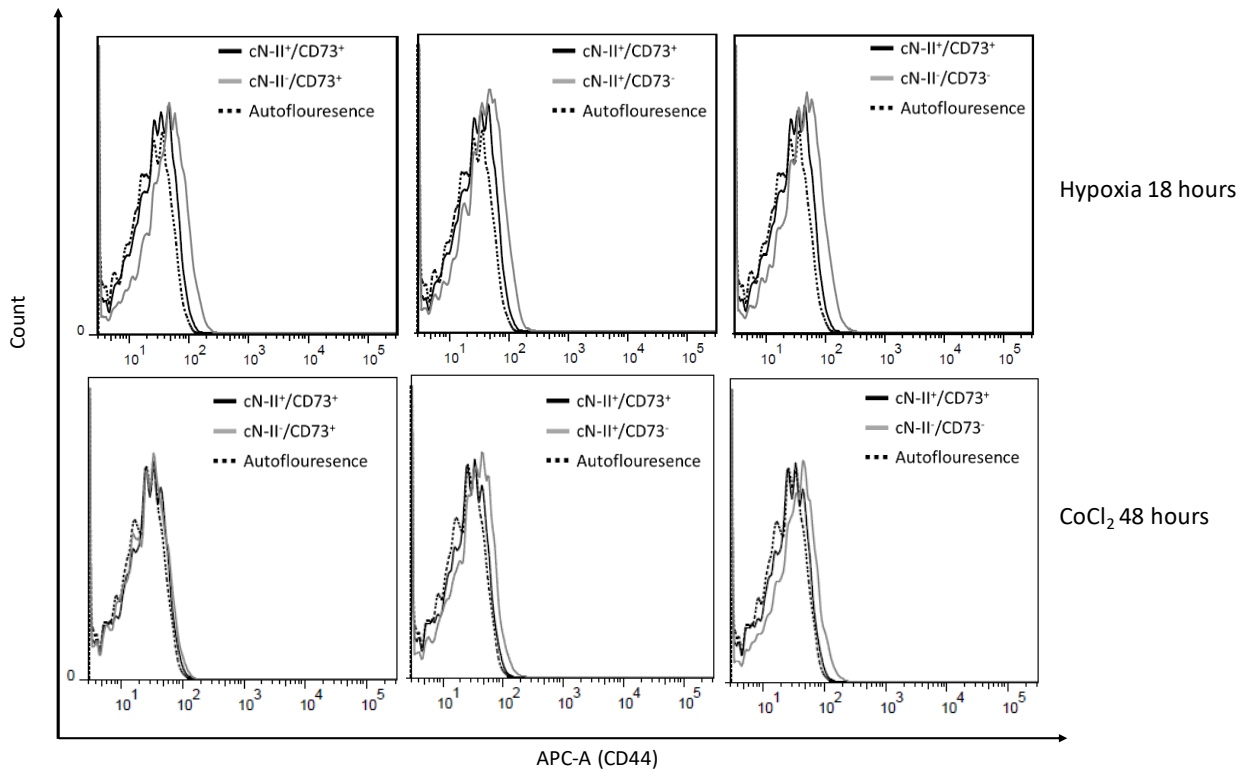 cN-II⁺/CD73⁺
cN-II⁻/CD73⁺
Autoflouresence
cN-II⁺/CD73⁺
cN-II⁺/CD73⁻
Autoflouresence
cN-II⁺/CD73⁺
cN-II⁻/CD73⁻
Autoflouresence
Hypoxia 18 hours
0
10¹ 10² 10³ 10⁴ 10⁵
10¹ 10² 10³ 10⁴ 10⁵
10¹ 10² 10³ 10⁴ 10⁵
Count
cN-II⁺/CD73⁺
cN-II⁻/CD73⁺
Autoflouresence
cN-II⁺/CD73⁺
cN-II⁺/CD73⁻
Autoflouresence
cN-II⁺/CD73⁺
cN-II⁻/CD73⁻
Autoflouresence
CoCl₂ 48 hours
0
10¹ 10² 10³ 10⁴ 10⁵
10¹ 10² 10³ 10⁴ 10⁵
10¹ 10² 10³ 10⁴ 10⁵
APC-A (CD44)